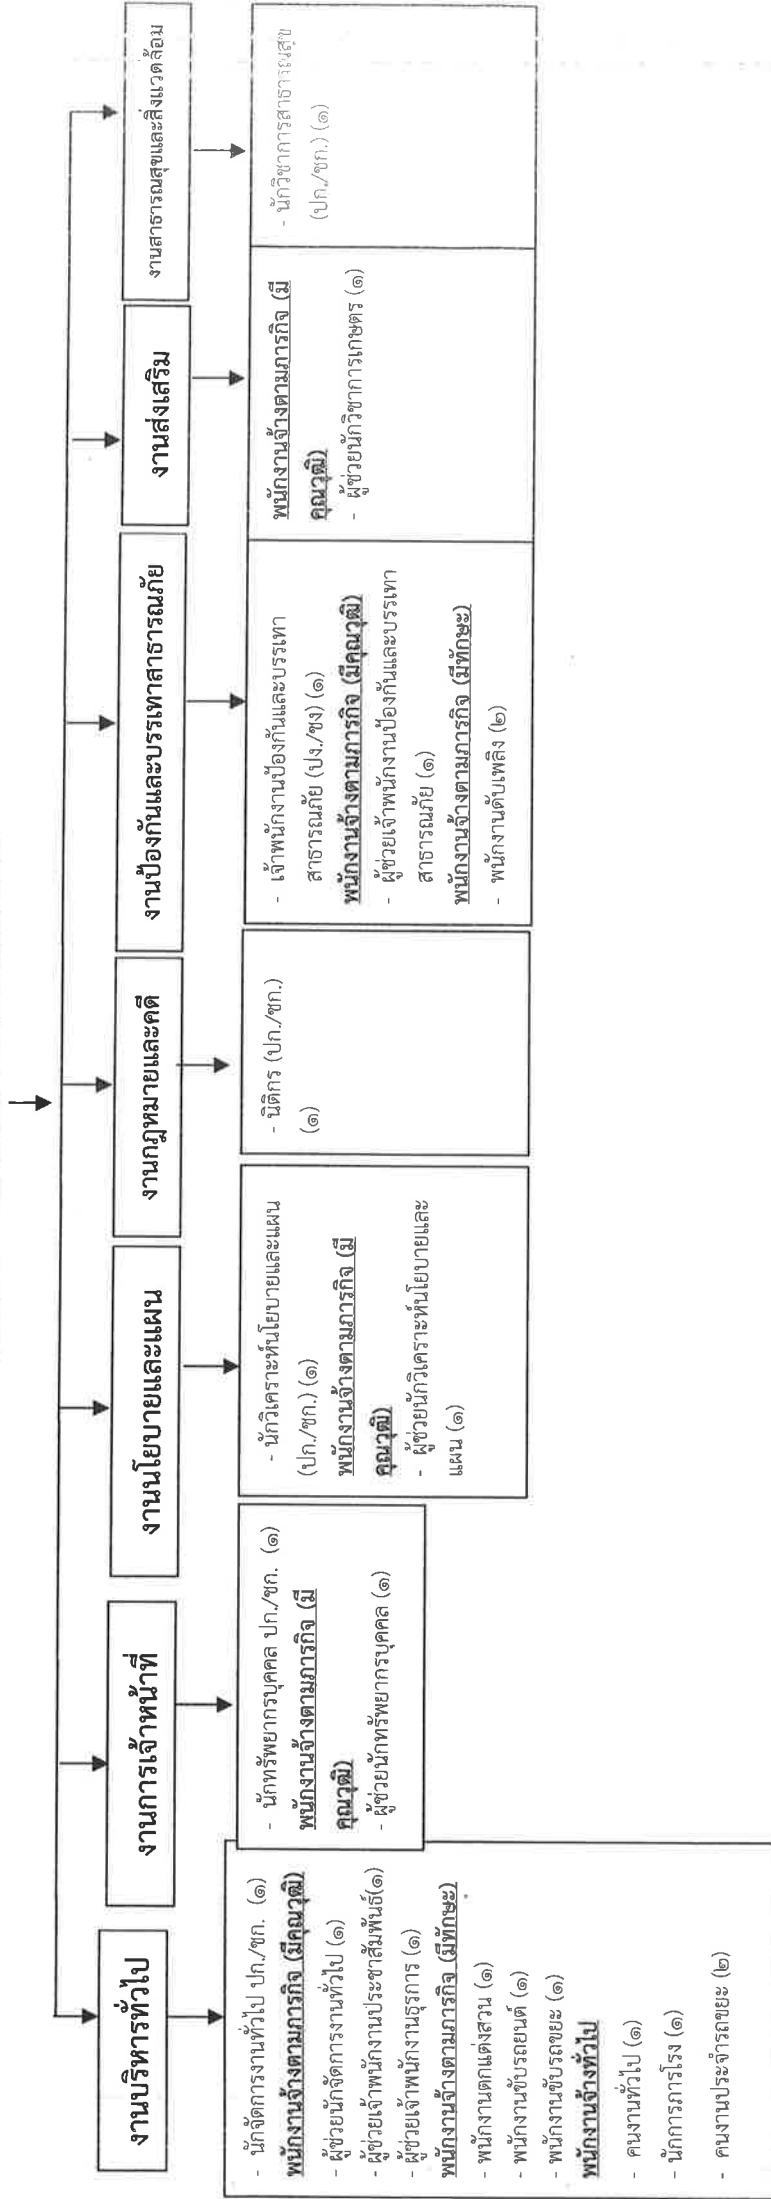 งานบริหารทั่วไป
- นักจัดการงานทั่วไป ปก./ชก. (๑)
พนักงานจ้างตามภารกิจ (มีคุณวุฒิ)
- ผู้ช่วยนักจัดการงานทั่วไป (๑)
- ผู้ช่วยเจ้าพนักงานประชาสัมพันธ์(๑)
- ผู้ช่วยเจ้าพนักงานธุรการ (๑)
พนักงานจ้างตามภารกิจ (มีทักษะ)
- พนักงานตกแต่งสวน (๑)
- พนักงานขับรถยนต์ (๑)
- พนักงานขับรถขยะ (๑)
พนักงานจ้างทั่วไป
- คนงานทั่วไป (๑)
- นักการภารโรง (๑)
- คนงานประจำรถขยะ (๒)
งานการเจ้าหน้าที่
- นักทรัพยากรบุคคล ปก./ชก. (๑)
พนักงานจ้างตามภารกิจ (มี
คุณวุฒิ)
- ผู้ช่วยนักทรัพยากรบุคคล (๑)
งานนโยบายและแผน
- นักวิเคราะห์นโยบายและแผน
(ปก./ชก.) (๑)
พนักงานจ้างตามภารกิจ (มี
คุณวุฒิ)
- ผู้ช่วยนักวิเคราะห์นโยบายและ
แผน (๑)
งานกฎหมายและคดี
- นิติกร (ปก./ชก.)
(๑)
งานป้องกันและบรรเทาสาธารณภัย
- เจ้าพนักงานป้องกันและบรรเทา
สาธารณภัย (ปง./ชง) (๑)
พนักงานจ้างตามภารกิจ (มีคุณวุฒิ)
- ผู้ช่วยเจ้าพนักงานป้องกันและบรรเทา
สาธารณภัย (๑)
พนักงานจ้างตามภารกิจ (มีทักษะ)
- พนักงานดับเพลิง (๒)
งานส่งเสริม
พนักงานจ้างตามภารกิจ (มี
คุณวุฒิ)
- ผู้ช่วยนักวิชาการเกษตร (๑)
งานสาธารณสุขและสิ่งแวดล้อม
- นักวิชาการสาธารณสุข
(ปก./ชก.) (๑)